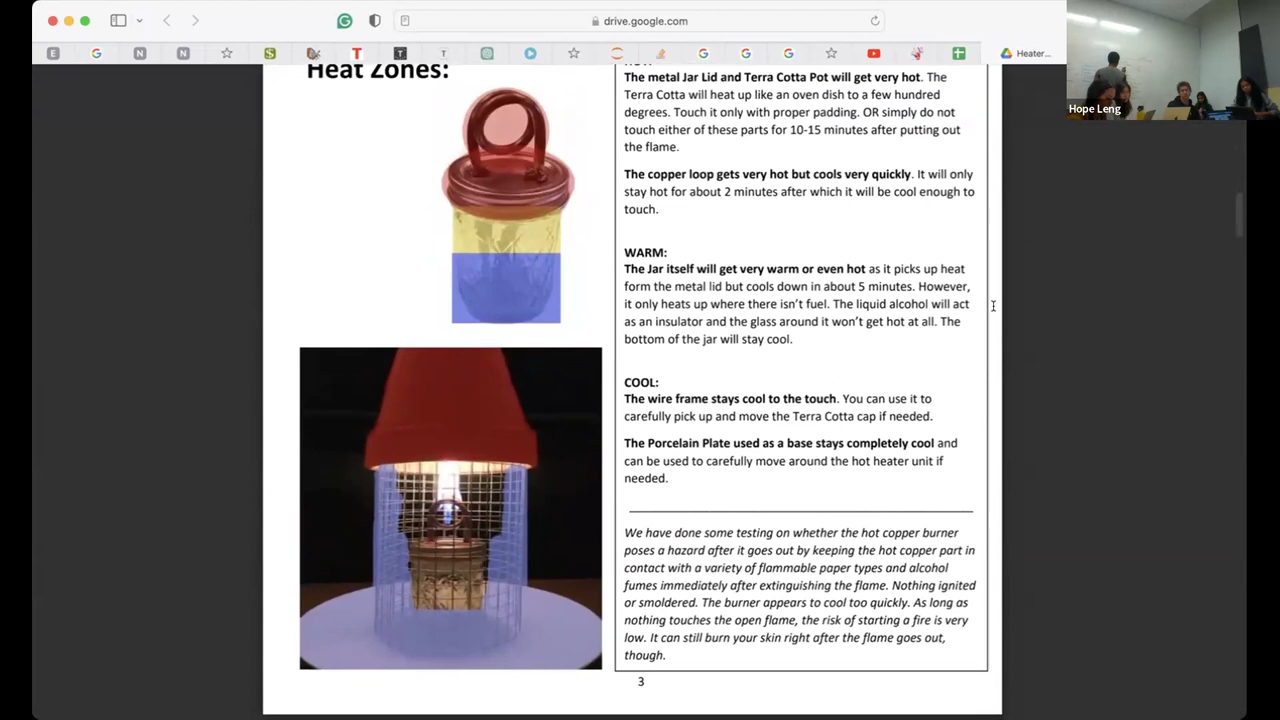 drive.google.com
Heater...
Hope Leng
Heat Zones:
The metal Jar Lid and Terra Cotta Pot will get very hot. The
Terra Cotta will heat up like an oven dish to a few hundred
degrees. Touch it only with proper padding. OR simply do not
touch either of these parts for 10-15 minutes after putting out
the flame.
The copper loop gets very hot but cools very quickly. It will only
stay hot for about 2 minutes after which it will be cool enough to
touch.
WARM:
The Jar itself will get very warm or even hot as it picks up heat
form the metal lid but cools down in about 5 minutes. However,
it only heats up where there isn't fuel. The liquid alcohol will act
as an insulator and the glass around it won't get hot at all. The
bottom of the jar will stay cool.
COOL:
The wire frame stays cool to the touch. You can use it to
carefully pick up and move the Terra Cotta cap if needed.
The Porcelain Plate used as a base stays completely cool and
can be used to carefully move around the hot heater unit if
needed.
We have done some testing on whether the hot copper burner
poses a hazard after it goes out by keeping the hot copper part in
contact with a variety of flammable paper types and alcohol
fumes immediately after extinguishing the flame. Nothing ignited
or smoldered. The burner appears to cool too quickly. As long as
nothing touches the open flame, the risk of starting a fire is very
low. It can still burn your skin right after the flame goes out,
though.
3